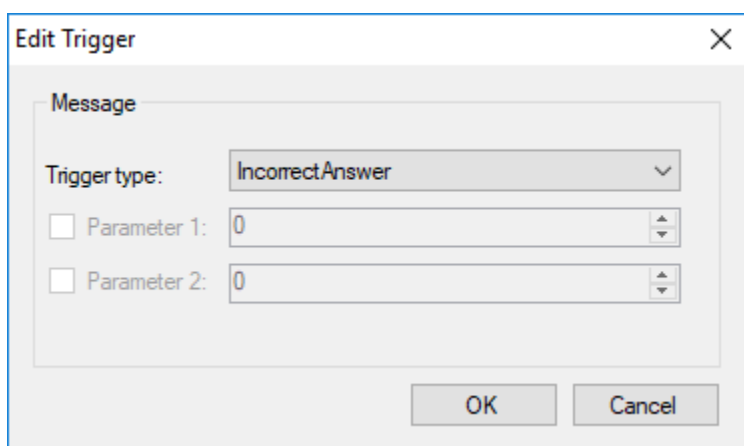 Edit Trigger
Message
Trigger type: IncorrectAnswer
Parameter 1: 0
Parameter 2: 0
OK Cancel